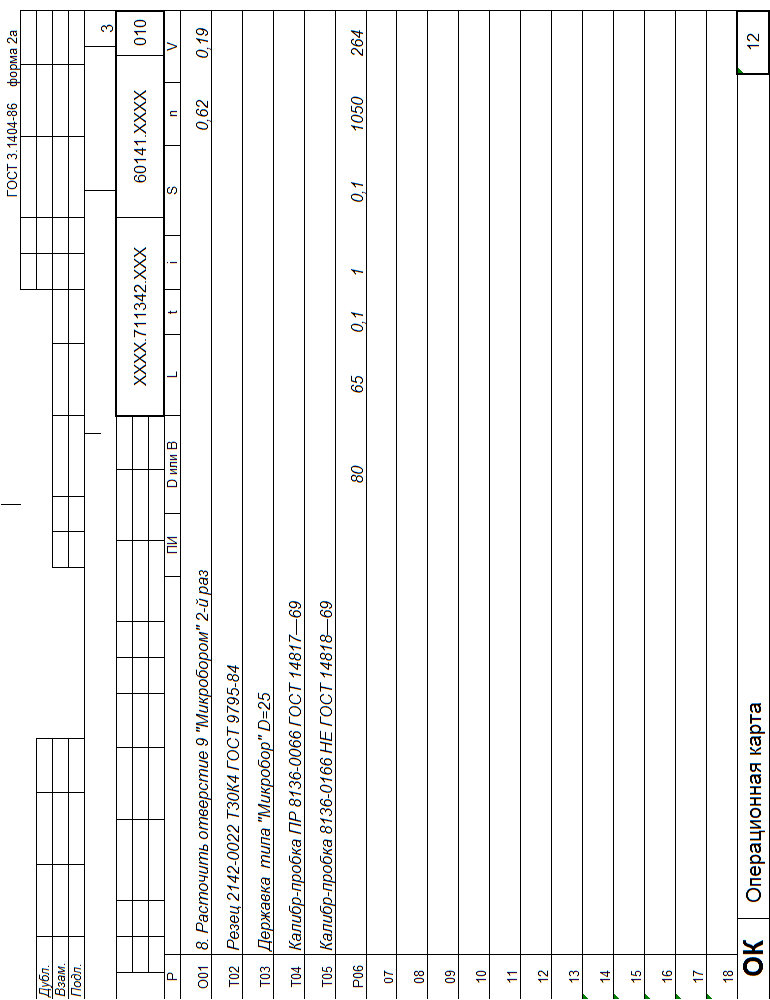 ГОСТ 3.1404-86 форма 2а
Дубл.
Взам.
Подл.
3
ХХХХ.711342.ХХХ 60141.ХХХХ 010
Р ПИ D или В L t i S n V
О01 8. Расточить отверстие 9 "Микробором" 2-й раз 0,62 0,19
Т02 Резец 2142-0022 Т30К4 ГОСТ 9795-84
Т03 Державка типа "Микробор" D=25
Т04 Калибр-пробка ПР 8136-0066 ГОСТ 14817—69
Т05 Калибр-пробка 8136-0166 НЕ ГОСТ 14818—69
Р06 80 65 0,1 1 0,1 1050 264
07
08
09
10
11
12
13
14
15
16
17
18
ОК Операционная карта 12